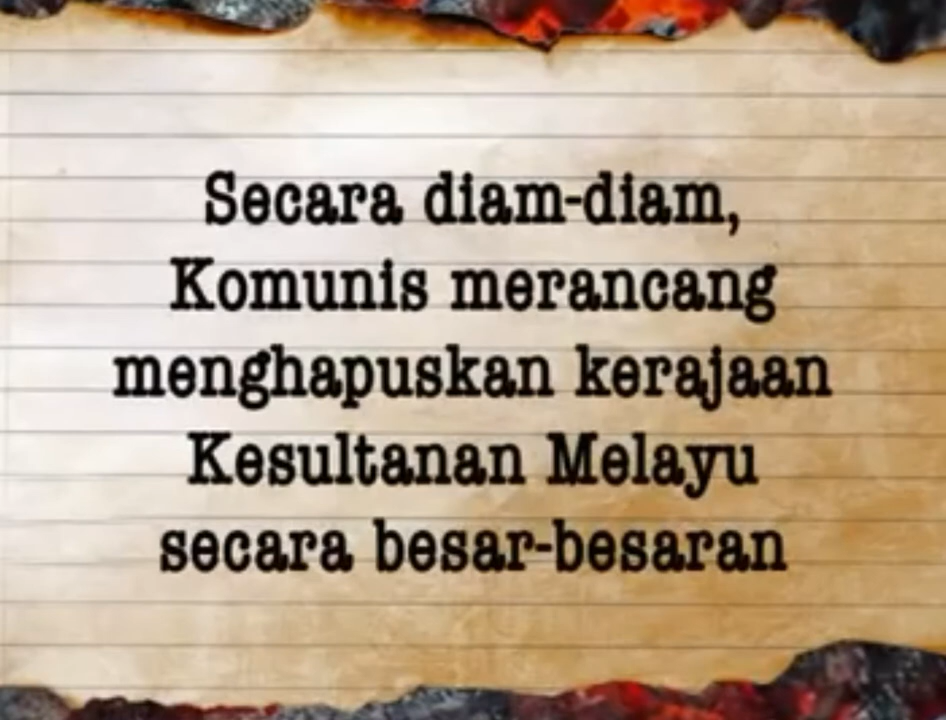 Secara diam-diam,
Komunis merancang
menghapuskan kerajaan
Kesultanan Melayu
secara besar-besaran